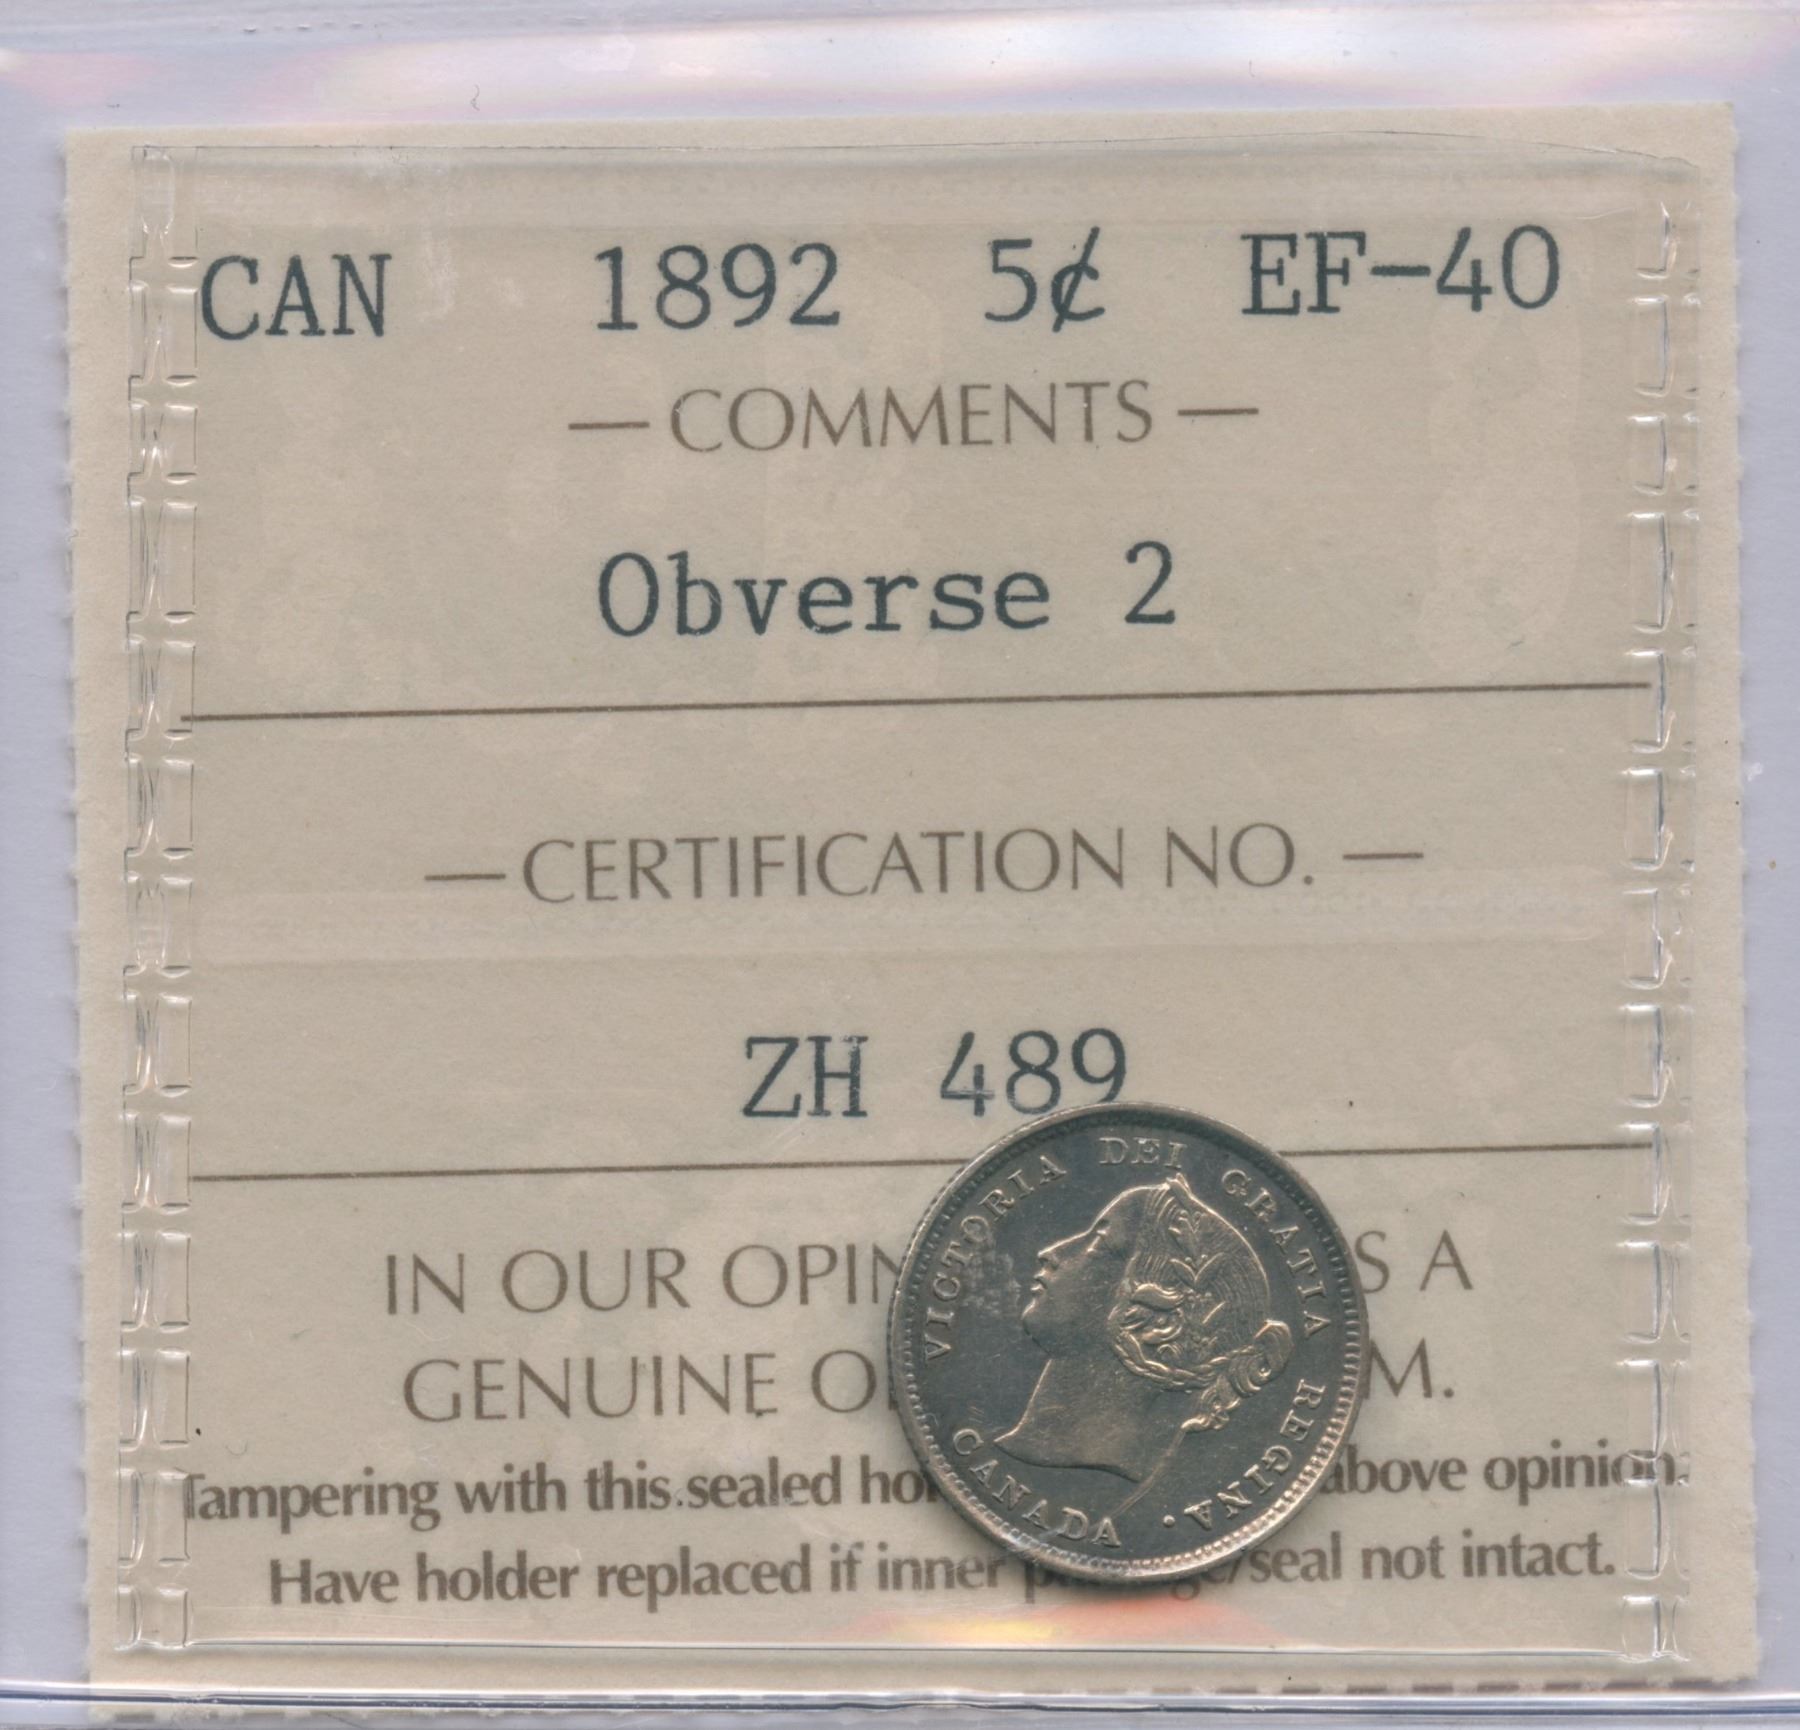 CAN 1892 5¢ EF-40
— COMMENTS —
Obverse 2
— CERTIFICATION NO. —
ZH 489
IN OUR OPIN S A
GENUINE O M.
Tampering with this sealed hol above opinion.
Have holder replaced if inner /seal not intact.
VICTORIA DEI GRATIA REGINA.
CANADA